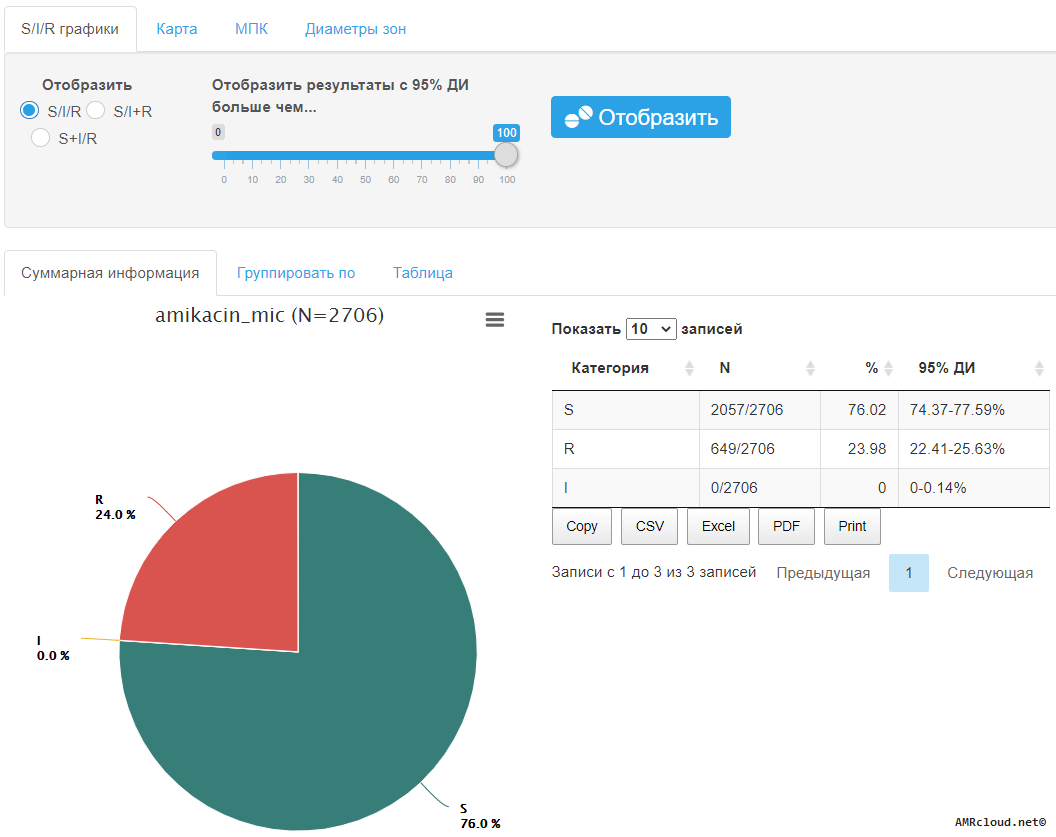 S/I/R графики Карта МПК Диаметры зон
Отобразить
S/I/R S/I+R
S+I/R
Отобразить результаты с 95% ДИ
больше чем...
0 100
0 10 20 30 40 50 60 70 80 90 100
Отобразить
Суммарная информация Группировать по Таблица
amikacin_mic (N=2706)
R
24.0 %
I
0.0 %
S
76.0 %
Показать 10 записей
Категория N % 95% ДИ
S 2057/2706 76.02 74.37-77.59%
R 649/2706 23.98 22.41-25.63%
I 0/2706 0 0-0.14%
Copy CSV Excel PDF Print
Записи с 1 до 3 из 3 записей Предыдущая 1 Следующая
AMRcloud.net©